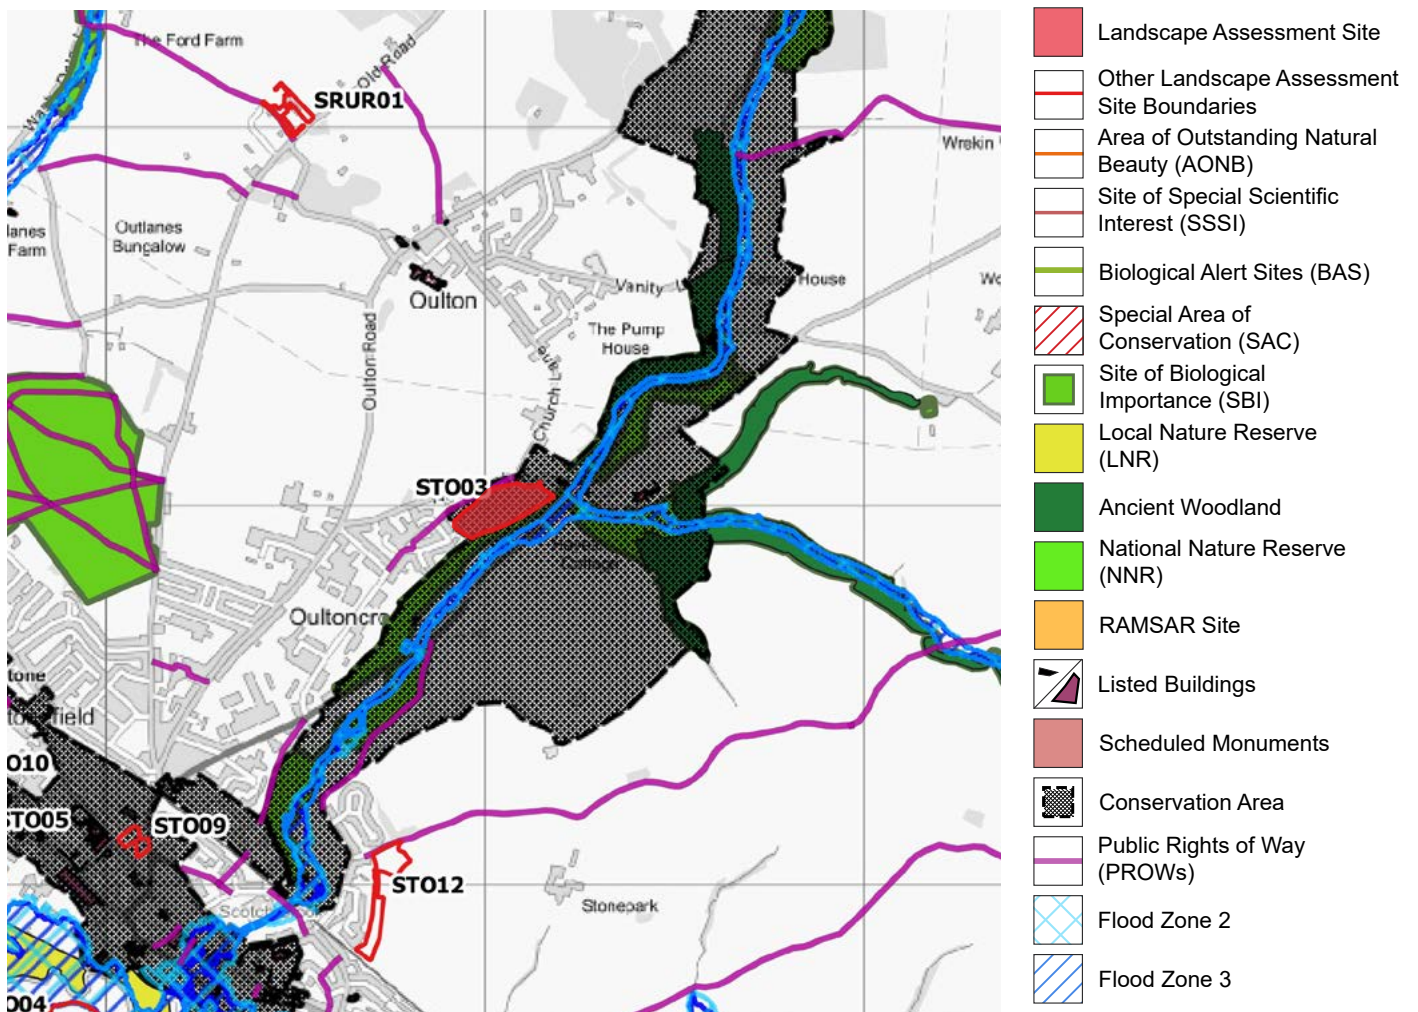 The Ford Farm
Old Road
SRUR01
Wrekin
Outlanes
Bungalow
lanes
Farm
Oulton
Vanity
House
Wo
The Pump
House
Oulton Road
Church Lane
STO03
Oultoncro
tone
field
O10
STO05
STO09
STO12
Stonepark
O04
Landscape Assessment Site
Other Landscape Assessment
Site Boundaries
Area of Outstanding Natural
Beauty (AONB)
Site of Special Scientific
Interest (SSSI)
Biological Alert Sites (BAS)
Special Area of
Conservation (SAC)
Site of Biological
Importance (SBI)
Local Nature Reserve
(LNR)
Ancient Woodland
National Nature Reserve
(NNR)
RAMSAR Site
Listed Buildings
Scheduled Monuments
Conservation Area
Public Rights of Way
(PROWs)
Flood Zone 2
Flood Zone 3